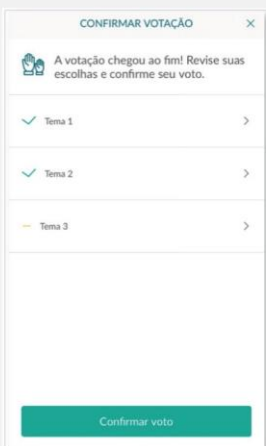 CONFIRMAR VOTAÇÃO
A votação chegou ao fim! Revise suas
escolhas e confirme seu voto.
Tema 1
Tema 2
Tema 3
Confirmar voto